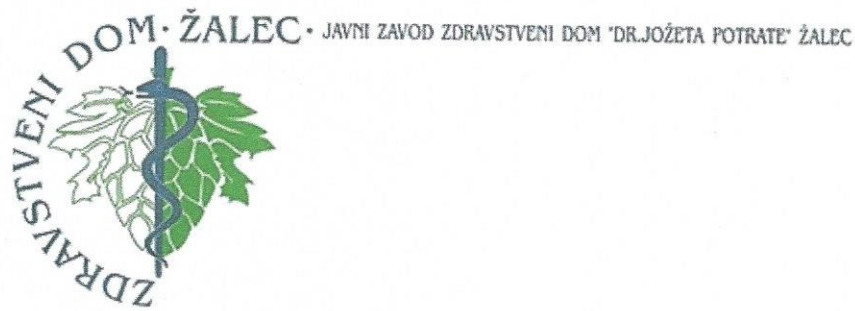 ZDRAVSTVENI DOM · ŽALEC · JAVNI ZAVOD ZDRAVSTVENI DOM "DR.JOŽETA POTRATE" ŽALEC